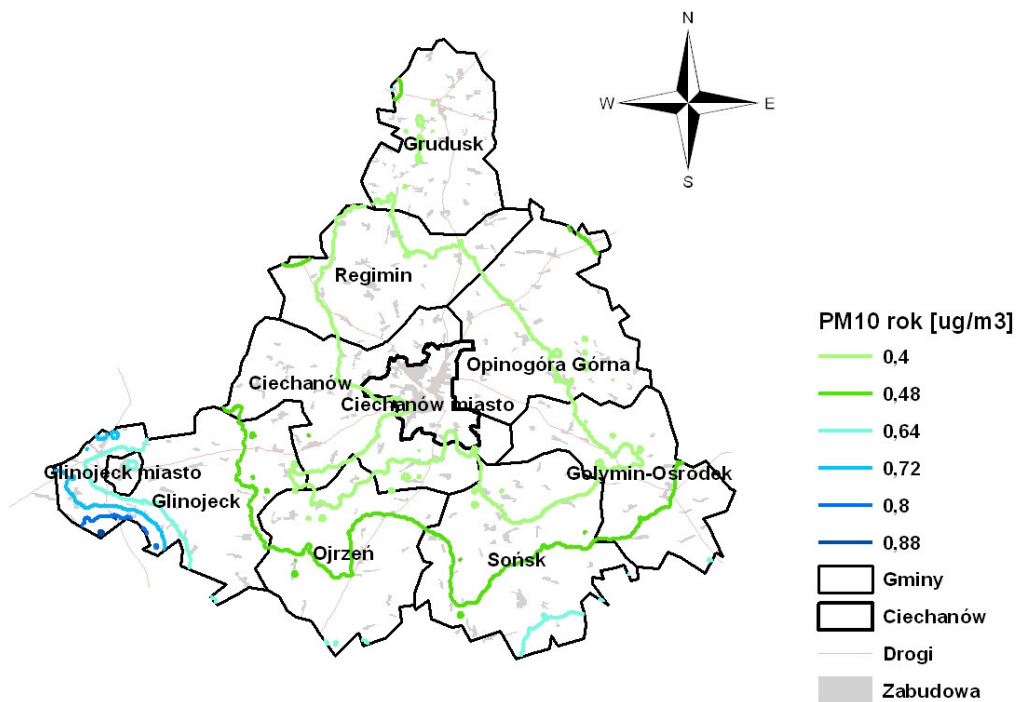 N
W
E
S
Grudusk
Regimin
Opinogóra Górna
Ciechanów
Ciechanów miasto
Glinojeck miasto
Gołymin-Ośródek
Glinojeck
Ojrzeń
Sońsk
PM10 rok [ug/m3]
0,4
0,48
0,64
0,72
0,8
0,88
Gminy
Ciechanów
Drogi
Zabudowa